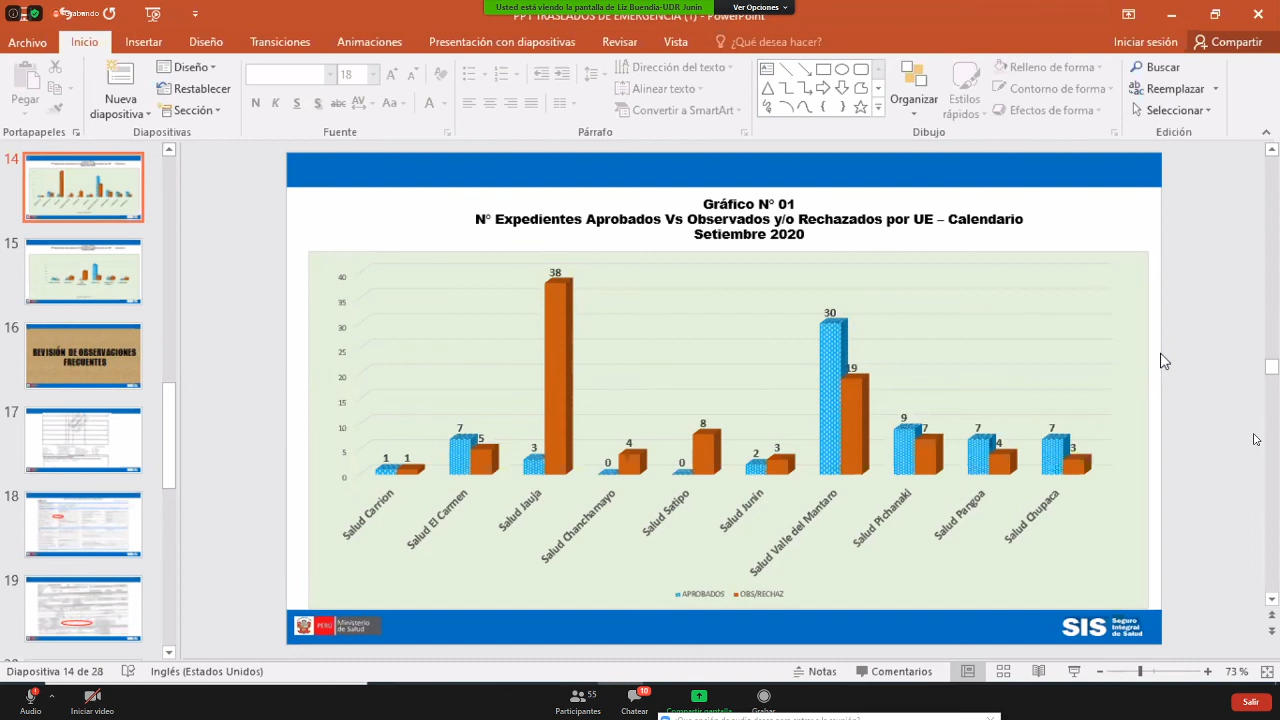 Usted está viendo la pantalla de Liz Buendia-UDR Junin
Ver Opciones
PPT TRASLADOS DE EMERGENCIA (1) - PowerPoint
Archivo Inicio Insertar Diseño Transiciones Animaciones Presentación con diapositivas Revisar Vista ¿Qué desea hacer? Iniciar sesión Compartir
Pegar
Nueva diapositiva
Diseño
Restablecer
Sección
18
N K S S abc AV Aa A
Dirección del texto
Alinear texto
Convertir a SmartArt
Organizar
Estilos rápidos
Relleno de forma
Contorno de forma
Efectos de forma
Buscar
Reemplazar
Seleccionar
Portapapeles Diapositivas Fuente Párrafo Dibujo Edición
14
15
16
REVISIÓN DE OBSERVACIONES
FRECUENTES
17
18
19
Gráfico N° 01
N° Expedientes Aprobados Vs Observados y/o Rechazados por UE – Calendario
Setiembre 2020
40
35
30
25
20
15
10
5
0
1 1
7 5
3 38
0 4
0 8
2 3
30 19
9 7
7 4
7 3
Salud Carrion
Salud El Carmen
Salud Jauja
Salud Chanchamayo
Salud Satipo
Salud Junin
Salud Valle del Mantaro
Salud Pichanaki
Salud Pangoa
Salud Chupaca
APROBADOS OBS/RECHAZ
PERÚ Ministerio de Salud
SIS Seguro Integral de Salud
Diapositiva 14 de 28 Inglés (Estados Unidos) Notas Comentarios 73 %
55
10
Audio Iniciar video Participantes Chatear Compartir pantalla Grabar Salir